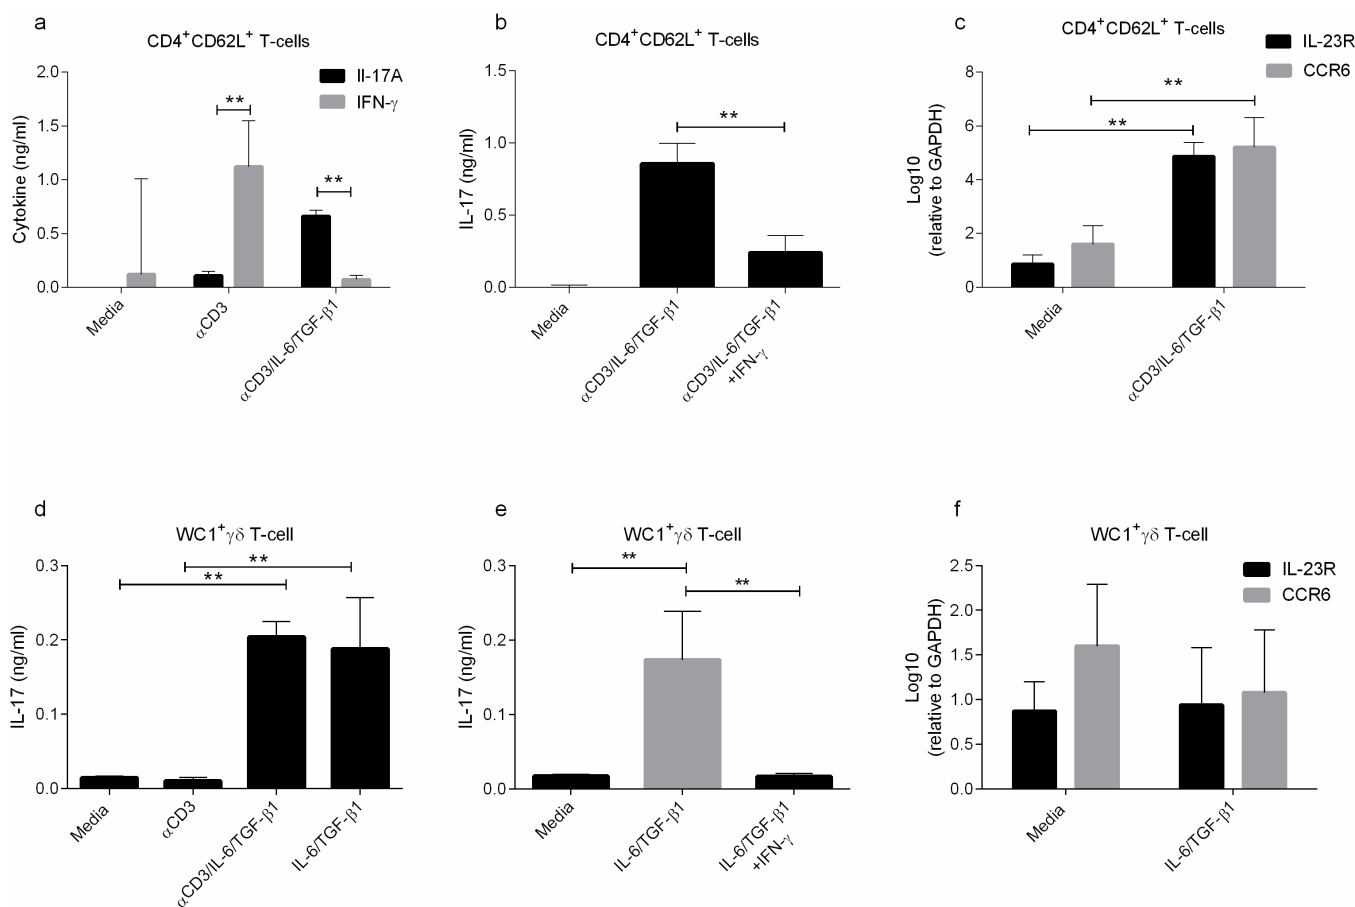 a
CD4+CD62L+ T-cells
Il-17A
IFN-γ
**
**
Cytokine (ng/ml)
2.0
1.5
1.0
0.5
0.0
Media
αCD3
αCD3/IL-6/TGF-β1
b
CD4+CD62L+ T-cells
**
IL-17 (ng/ml)
1.5
1.0
0.5
0.0
Media
αCD3/IL-6/TGF-β1
αCD3/IL-6/TGF-β1
+IFN-γ
c
CD4+CD62L+ T-cells
IL-23R
CCR6
**
**
Log10
(relative to GAPDH)
8
6
4
2
0
Media
αCD3/IL-6/TGF-β1
d
WC1+γδ T-cell
**
**
IL-17 (ng/ml)
0.3
0.2
0.1
0.0
Media
αCD3
αCD3/IL-6/TGF-β1
IL-6/TGF-β1
e
WC1+γδ T-cell
**
**
IL-17 (ng/ml)
0.3
0.2
0.1
0.0
Media
IL-6/TGF-β1
IL-6/TGF-β1
+IFN-γ
f
WC1+γδ T-cell
IL-23R
CCR6
Log10
(relative to GAPDH)
2.5
2.0
1.5
1.0
0.5
0.0
Media
IL-6/TGF-β1